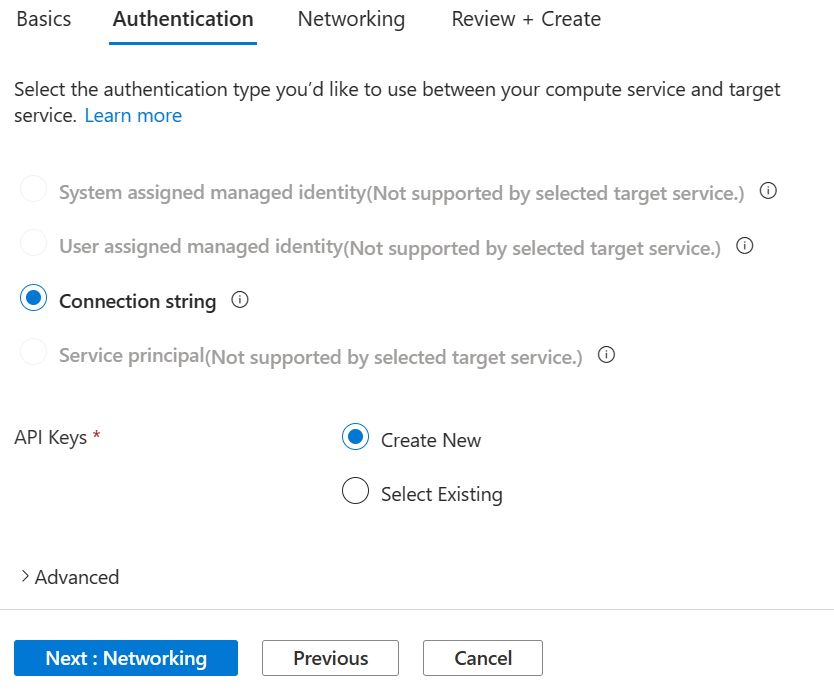 Basics Authentication Networking Review + Create
Select the authentication type you’d like to use between your compute service and target
service. Learn more
System assigned managed identity(Not supported by selected target service.)
User assigned managed identity(Not supported by selected target service.)
Connection string
Service principal(Not supported by selected target service.)
API Keys * Create New
Select Existing
Advanced
Next : Networking Previous Cancel